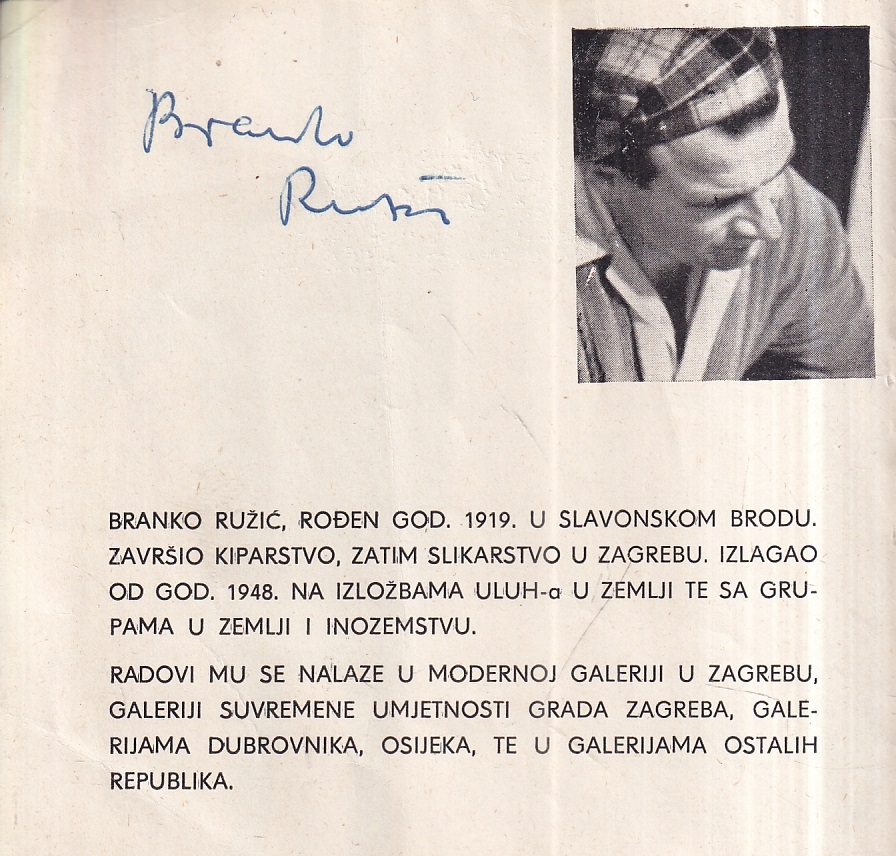 Branko
Ružić
BRANKO RUŽIĆ, ROĐEN GOD. 1919. U SLAVONSKOM BRODU.
ZAVRŠIO KIPARSTVO, ZATIM SLIKARSTVO U ZAGREBU. IZLAGAO
OD GOD. 1948. NA IZLOŽBAMA ULUH-a U ZEMLJI TE SA GRU-
PAMA U ZEMLJI I INOZEMSTVU.
RADOVI MU SE NALAZE U MODERNOJ GALERIJI U ZAGREBU,
GALERIJI SUVREMENE UMJETNOSTI GRADA ZAGREBA, GALE-
RIJAMA DUBROVNIKA, OSIJEKA, TE U GALERIJAMA OSTALIH
REPUBLIKA.